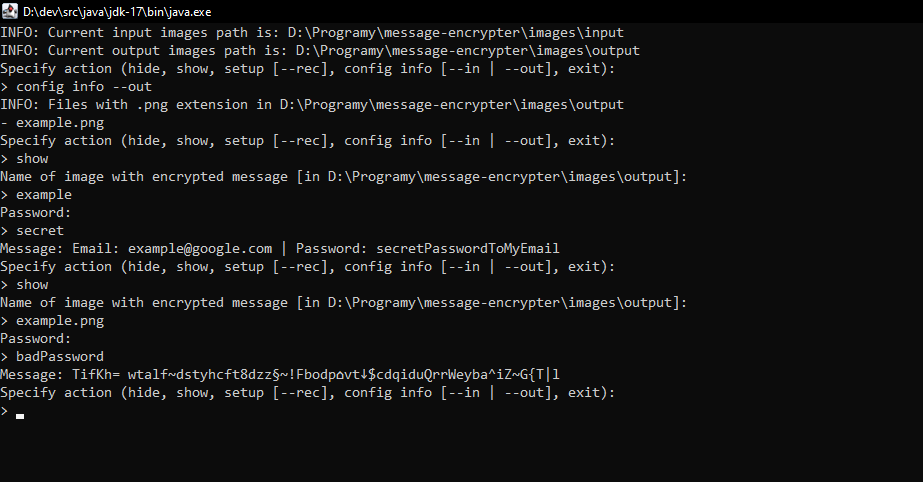 D:\dev\src\java\jdk-17\bin\java.exe
INFO: Current input images path is: D:\Programy\message-encrypter\images\input
INFO: Current output images path is: D:\Programy\message-encrypter\images\output
Specify action (hide, show, setup [--rec], config info [--in | --out], exit):
> config info --out
INFO: Files with .png extension in D:\Programy\message-encrypter\images\output
- example.png
Specify action (hide, show, setup [--rec], config info [--in | --out], exit):
> show
Name of image with encrypted message [in D:\Programy\message-encrypter\images\output]:
> example
Password:
> secret
Message: Email: example@google.com | Password: secretPasswordToMyEmail
Specify action (hide, show, setup [--rec], config info [--in | --out], exit):
> show
Name of image with encrypted message [in D:\Programy\message-encrypter\images\output]:
> example.png
Password:
> badPassword
Message: TifKh= wtalf~dstyhcft8dzz§~!Fbodp⌂vt↓$cdqiduQrrWeyba^iZ~G{T|l
Specify action (hide, show, setup [--rec], config info [--in | --out], exit):
>